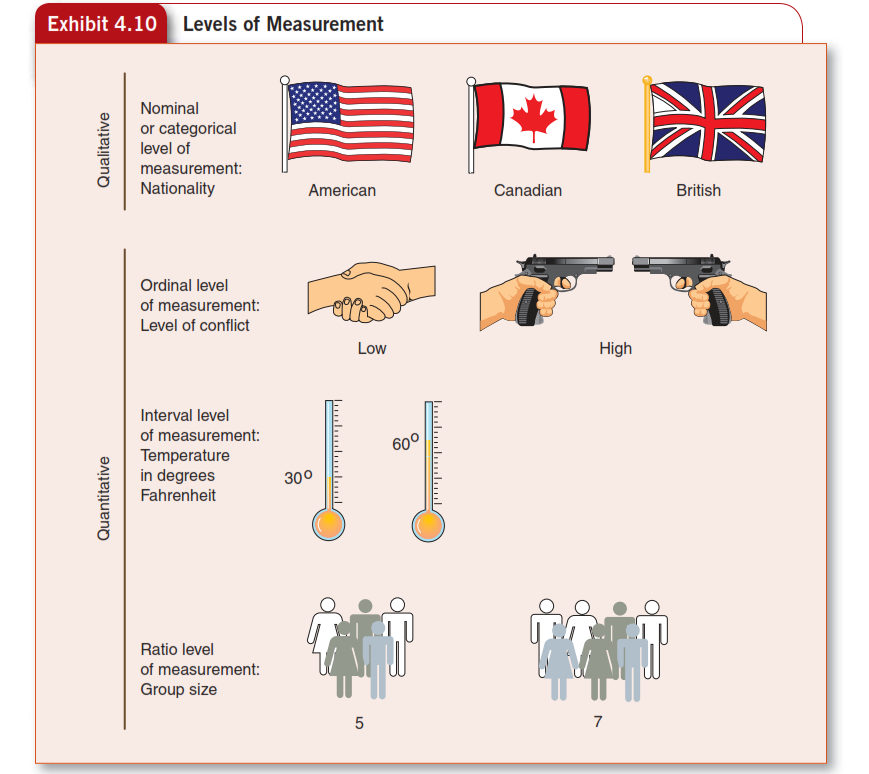 Exhibit 4.10 Levels of Measurement
Qualitative
Nominal
or categorical
level of
measurement:
Nationality
American
Canadian
British
Quantitative
Ordinal level
of measurement:
Level of conflict
Low
High
Interval level
of measurement:
Temperature
in degrees
Fahrenheit
30°
60°
Ratio level
of measurement:
Group size
5
7